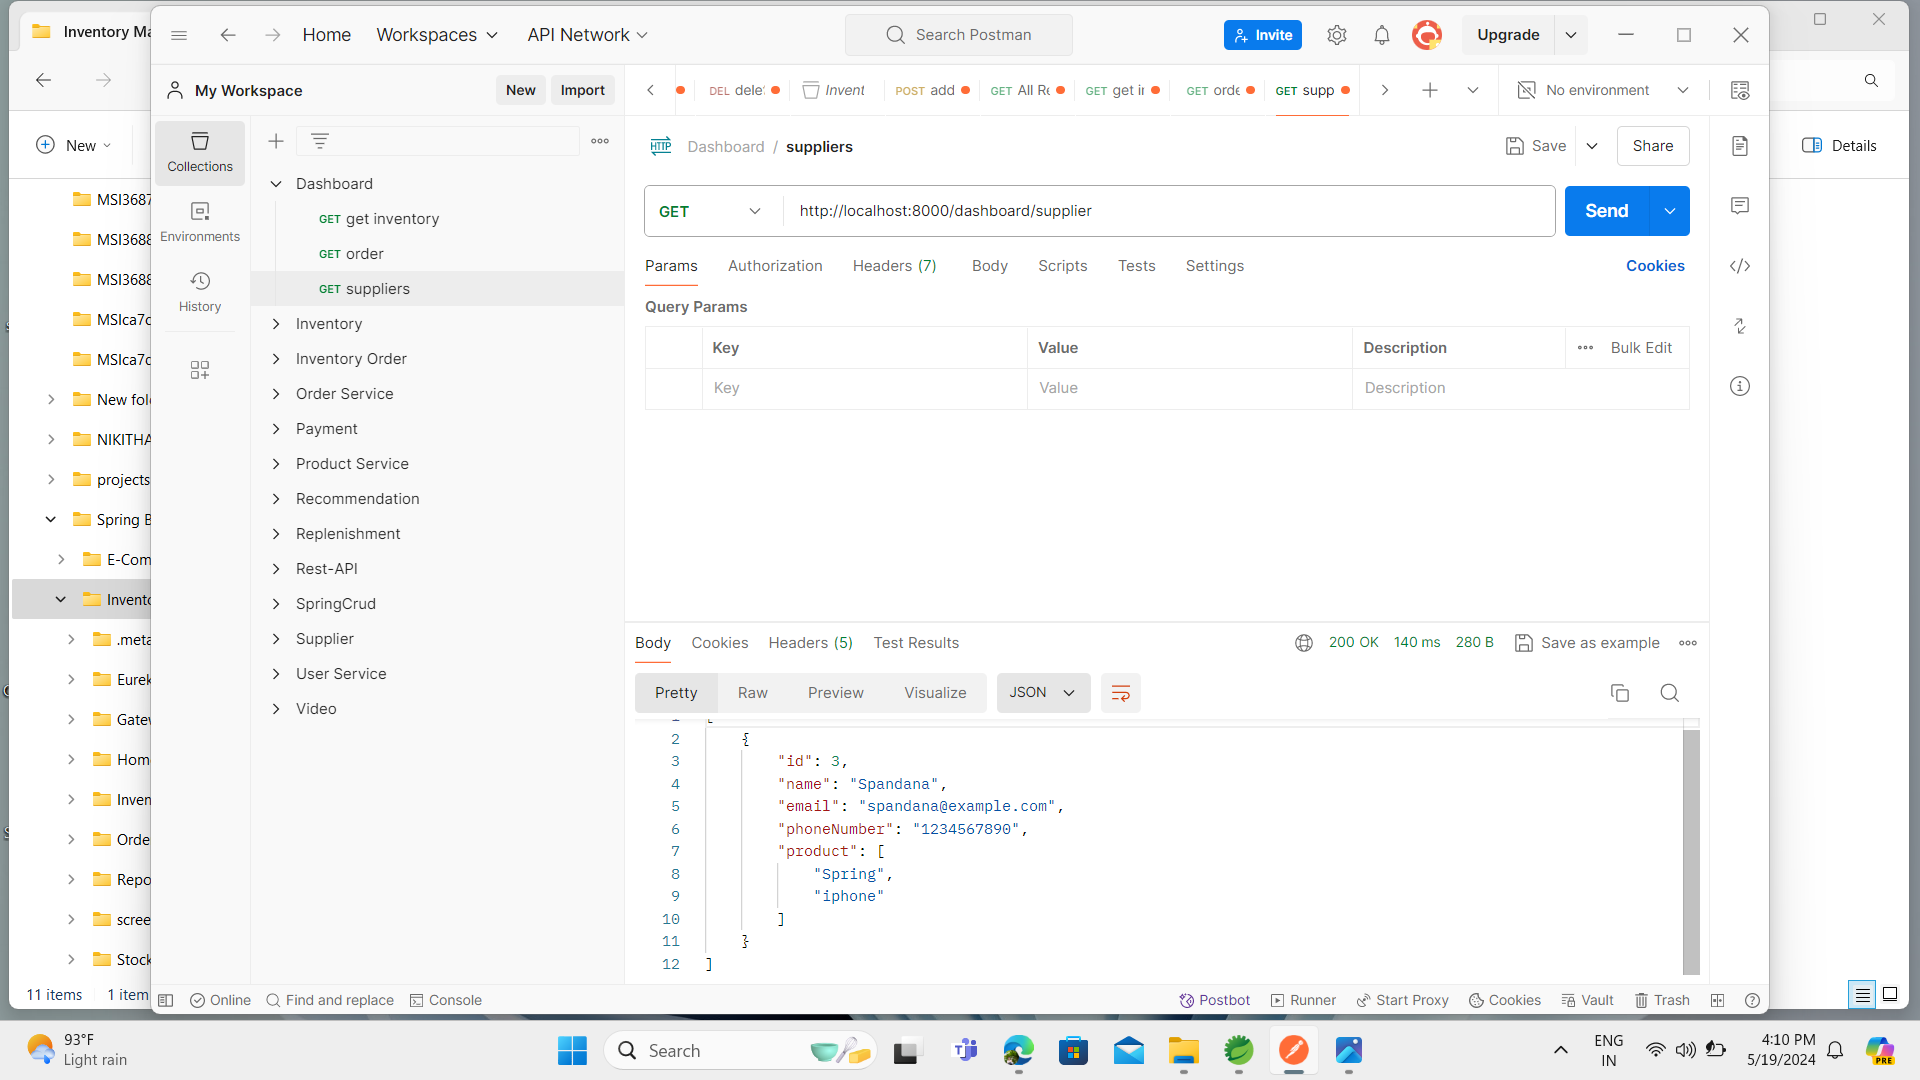 Inventory Ma
Home
Workspaces
API Network
Search Postman
Invite
Upgrade
My Workspace
New
Import
DEL dele
Invent
POST add
GET All Re
GET get i
GET orde
GET supp
No environment
New
Details
Collections
Environments
History
Dashboard
GET get inventory
GET order
GET suppliers
Inventory
Inventory Order
Order Service
Payment
Product Service
Recommendation
Replenishment
Rest-API
SpringCrud
Supplier
User Service
Video
MSI3687
MSI3688
MSI3688
MSIca7c
MSIca7c
New fol
NIKITHA
projects
Spring B
E-Com
Invento
.meta
Eurek
Gatew
Hom
Inven
Orde
Repo
scree
Stock
11 items
1 item
Dashboard / suppliers
Save
Share
GET
http://localhost:8000/dashboard/supplier
Send
Params
Authorization
Headers (7)
Body
Scripts
Tests
Settings
Cookies
Query Params
Key
Value
Description
Bulk Edit
Key
Value
Description
Body
Cookies
Headers (5)
Test Results
200 OK
140 ms
280 B
Save as example
Pretty
Raw
Preview
Visualize
JSON
2 {
3 "id": 3,
4 "name": "Spandana",
5 "email": "spandana@example.com",
6 "phoneNumber": "1234567890",
7 "product": [
8 "Spring",
9 "iphone"
10 ]
11 }
12 ]
Online
Find and replace
Console
Postbot
Runner
Start Proxy
Cookies
Vault
Trash
93°F
Light rain
Search
ENG
IN
4:10 PM
5/19/2024
PRE